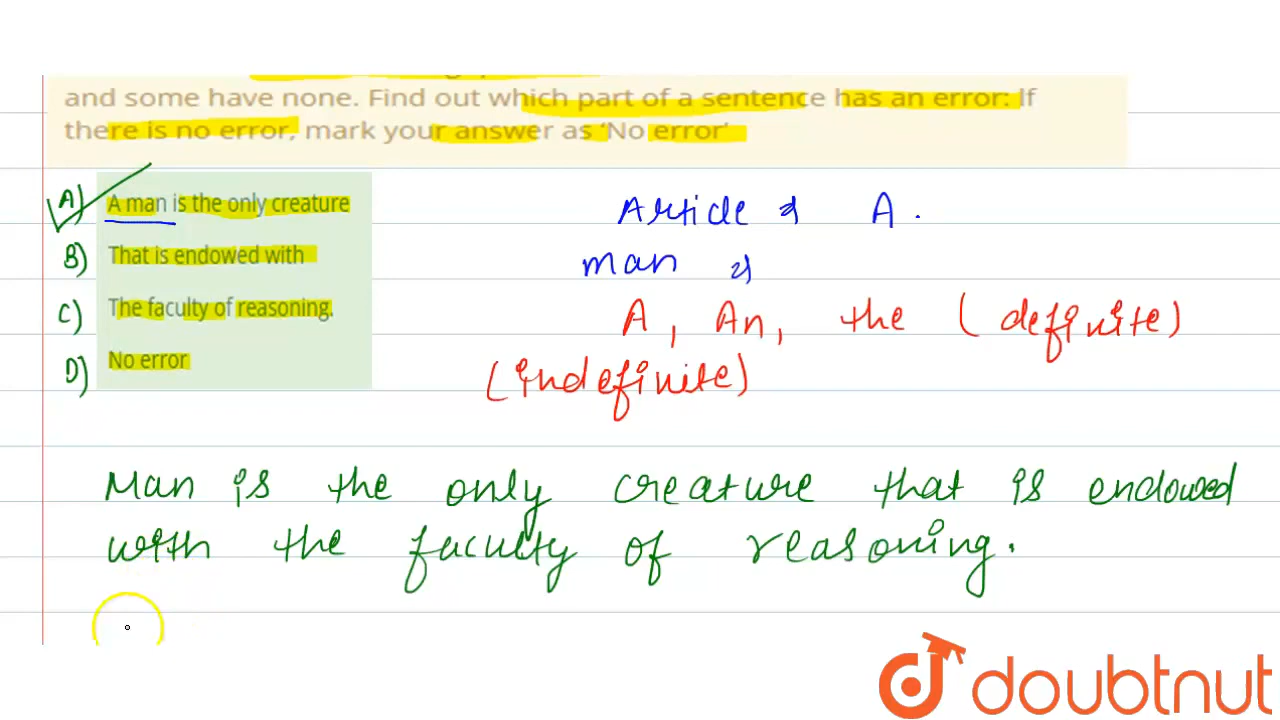 and some have none. Find out which part of a sentence has an error: If
there is no error, mark your answer as ‘No error’
A) A man is the only creature
B) That is endowed with
C) The faculty of reasoning.
D) No error
Article A.
man
A, An, the (definite)
(indefinite)
Man is the only creature that is endowed
with the faculty of reasoning.
doubtnut